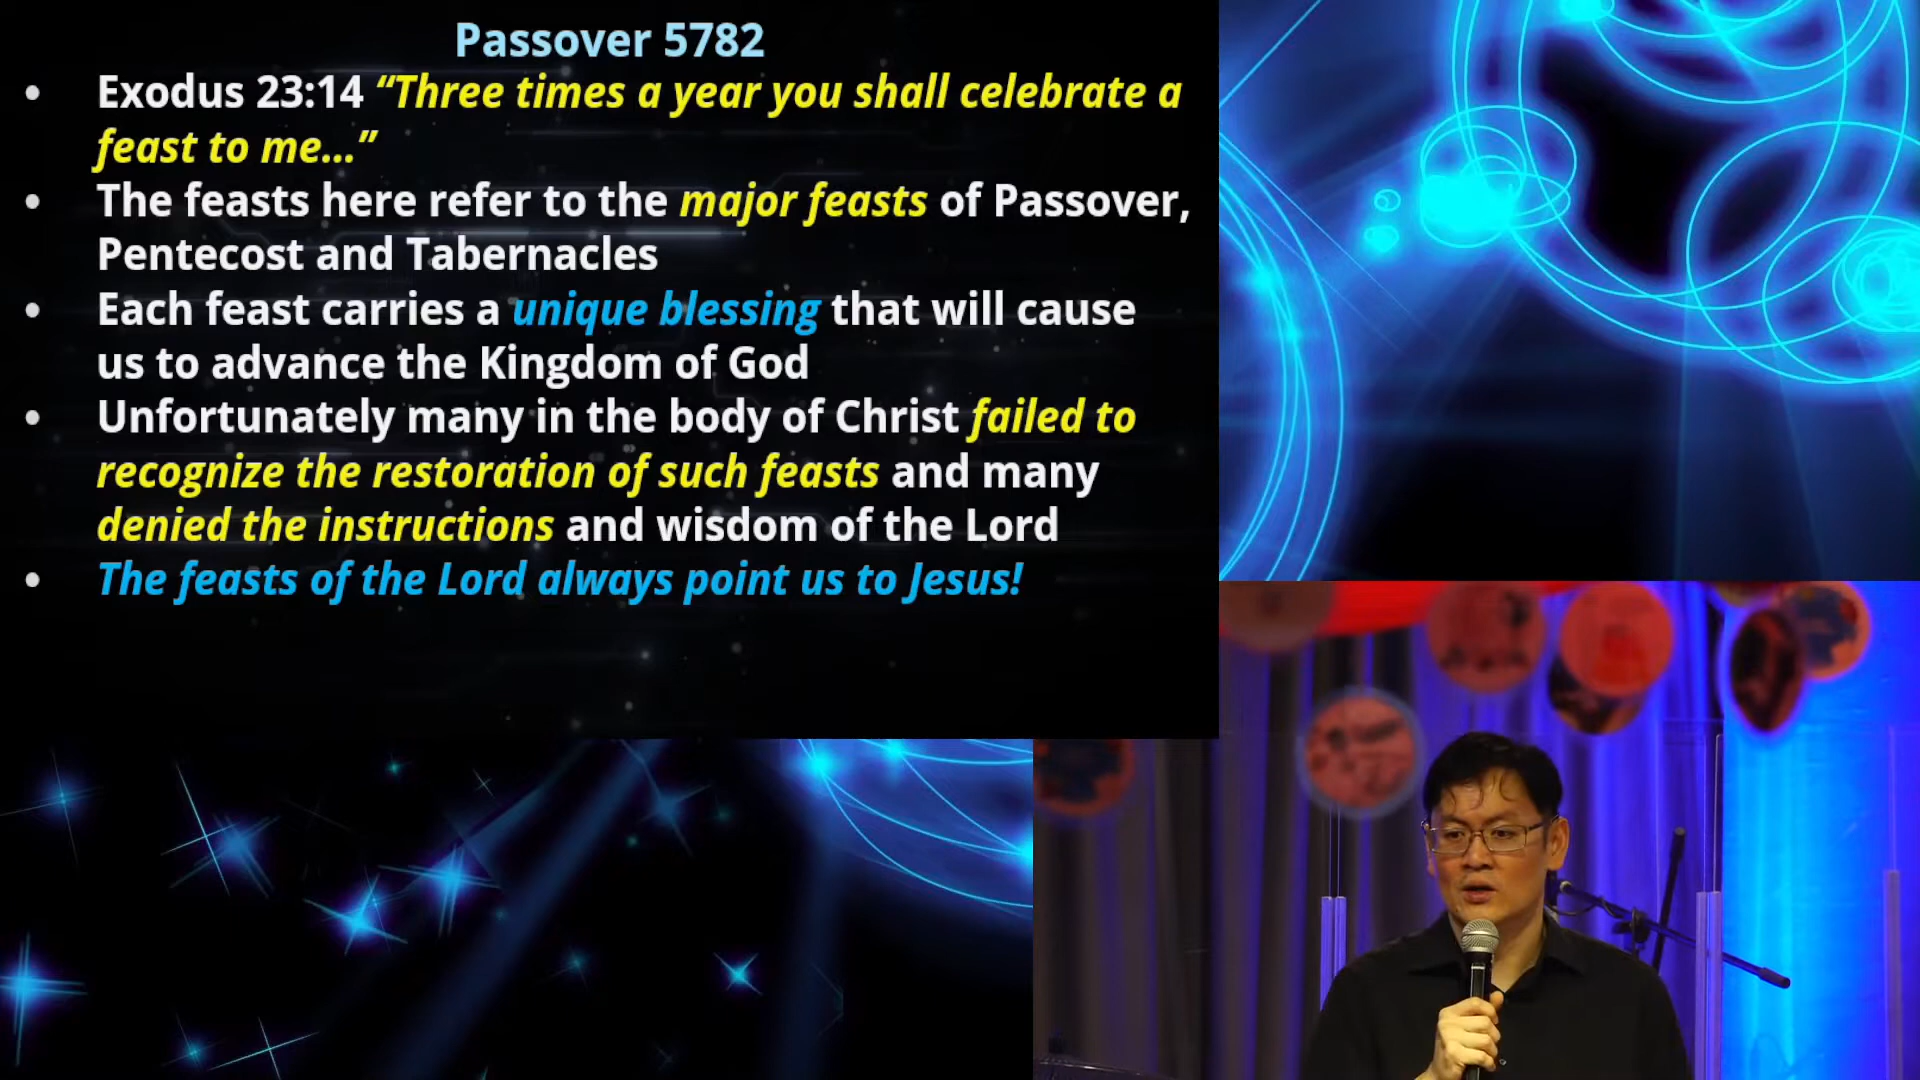 Passover 5782
• Exodus 23:14 “Three times a year you shall celebrate a
feast to me...”
• The feasts here refer to the major feasts of Passover,
Pentecost and Tabernacles
• Each feast carries a unique blessing that will cause
us to advance the Kingdom of God
• Unfortunately many in the body of Christ failed to
recognize the restoration of such feasts and many
denied the instructions and wisdom of the Lord
• The feasts of the Lord always point us to Jesus!